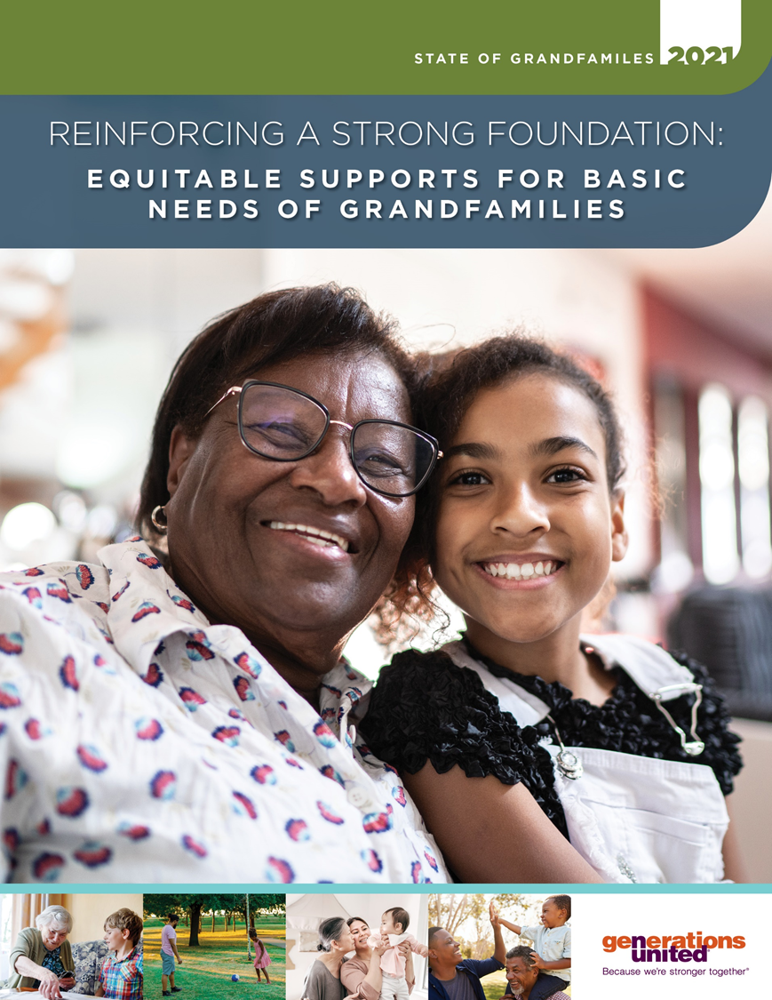 STATE OF GRANDFAMILES 2021
REINFORCING A STRONG FOUNDATION:
EQUITABLE SUPPORTS FOR BASIC
NEEDS OF GRANDFAMILIES
generations
united
Because we're stronger together®